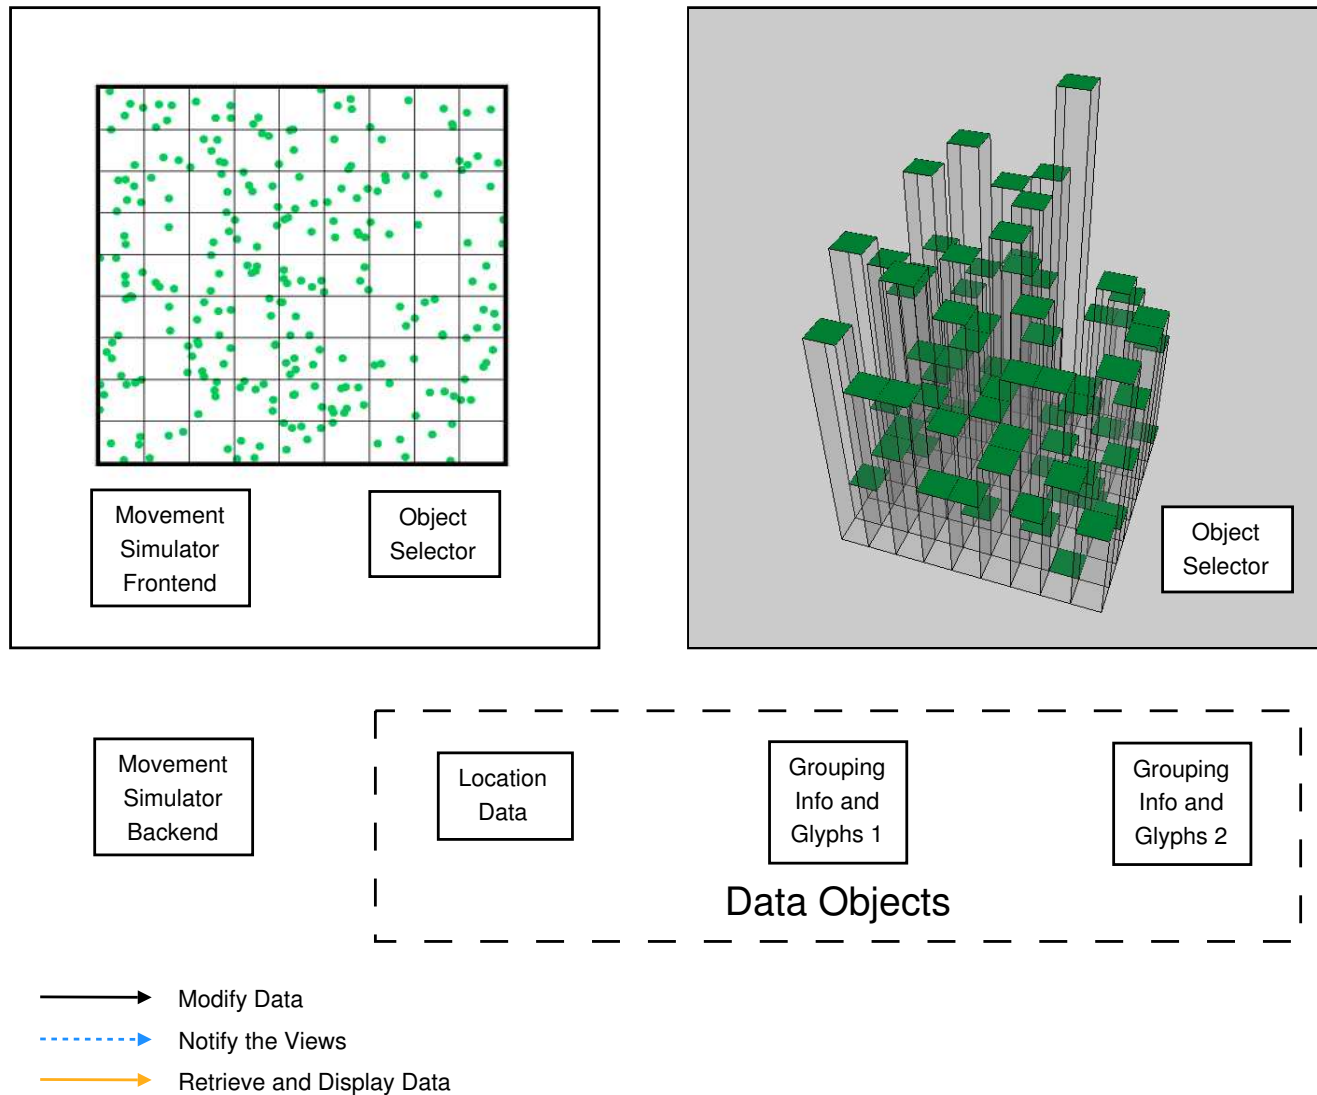 Movement
Simulator
Frontend
Object
Selector
Object
Selector
Movement
Simulator
Backend
Location
Data
Grouping
Info and
Glyphs 1
Grouping
Info and
Glyphs 2
Data Objects
Modify Data
Notify the Views
Retrieve and Display Data